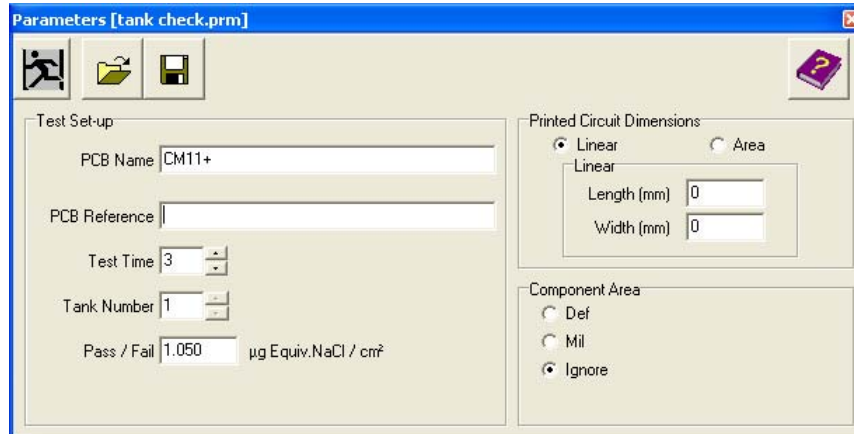 Parameters [tank check.prm]
Test Set-up
PCB Name CM11+
PCB Reference
Test Time 3
Tank Number 1
Pass / Fail 1.050 µg Equiv.NaCl / cm²
Printed Circuit Dimensions
Linear Area
Linear
Length (mm) 0
Width (mm) 0
Component Area
Def
Mil
Ignore